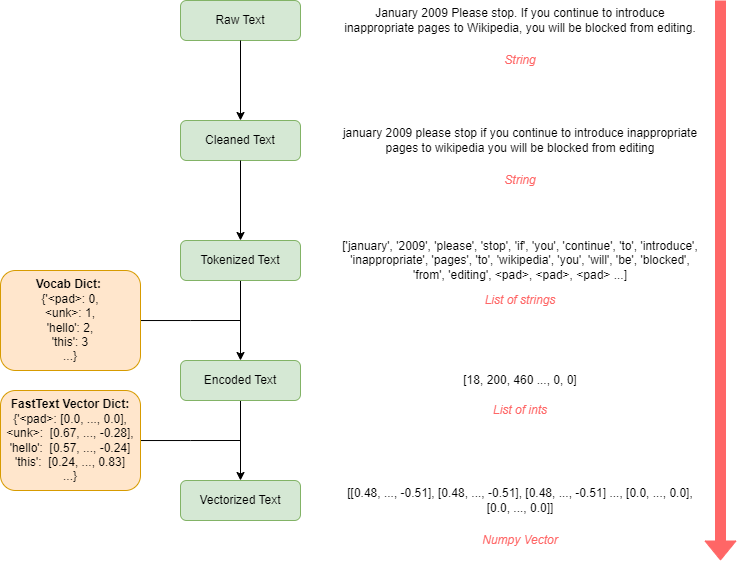 Raw Text
January 2009 Please stop. If you continue to introduce
inappropriate pages to Wikipedia, you will be blocked from editing.
String
Cleaned Text
january 2009 please stop if you continue to introduce inappropriate
pages to wikipedia you will be blocked from editing
String
Tokenized Text
['january', '2009', 'please', 'stop', 'if', 'you', 'continue', 'to', 'introduce',
'inappropriate', 'pages', 'to', 'wikipedia', 'you', 'will', 'be', 'blocked',
'from', 'editing', <pad>, <pad>, <pad> ...]
List of strings
Vocab Dict:
{'<pad>: 0,
<unk>: 1,
'hello': 2,
'this': 3
...}
Encoded Text
[18, 200, 460 ..., 0, 0]
List of ints
FastText Vector Dict:
{'<pad>: [0.0, ..., 0.0],
<unk>: [0.67, ..., -0.28],
'hello': [0.57, ..., -0.24]
'this': [0.24, ..., 0.83]
...}
Vectorized Text
[[0.48, ..., -0.51], [0.48, ..., -0.51], [0.48, ..., -0.51] ..., [0.0, ..., 0.0],
[0.0, ..., 0.0]]
Numpy Vector